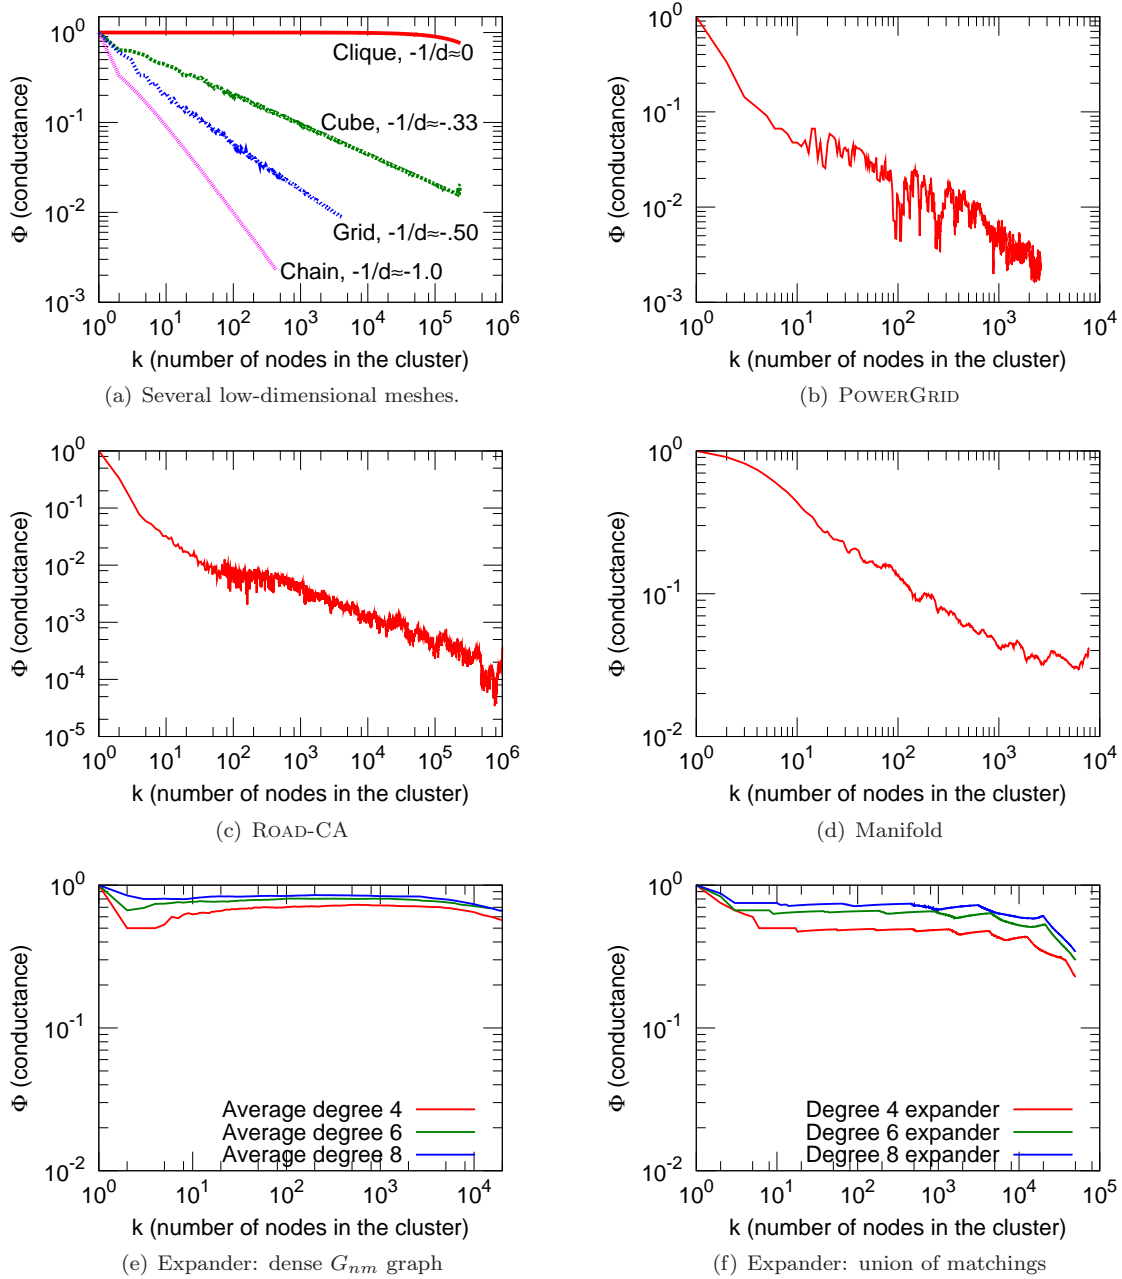 10^0
10^-1
10^-2
10^-3
Φ (conductance)
Clique, -1/d≈0
Cube, -1/d≈-.33
Grid, -1/d≈-.50
Chain, -1/d≈-1.0
10^0 10^1 10^2 10^3 10^4 10^5 10^6
k (number of nodes in the cluster)
(a) Several low-dimensional meshes.
10^0
10^-1
10^-2
10^-3
Φ (conductance)
10^0 10^1 10^2 10^3 10^4
k (number of nodes in the cluster)
(b) POWERGRID
10^0
10^-1
10^-2
10^-3
10^-4
10^-5
Φ (conductance)
10^0 10^1 10^2 10^3 10^4 10^5 10^6
k (number of nodes in the cluster)
(c) ROAD-CA
10^0
10^-1
10^-2
Φ (conductance)
10^0 10^1 10^2 10^3 10^4
k (number of nodes in the cluster)
(d) Manifold
10^0
10^-1
10^-2
Φ (conductance)
Average degree 4
Average degree 6
Average degree 8
10^0 10^1 10^2 10^3 10^4
k (number of nodes in the cluster)
(e) Expander: dense G_nm graph
10^0
10^-1
10^-2
Φ (conductance)
Degree 4 expander
Degree 6 expander
Degree 8 expander
10^0 10^1 10^2 10^3 10^4 10^5
k (number of nodes in the cluster)
(f) Expander: union of matchings